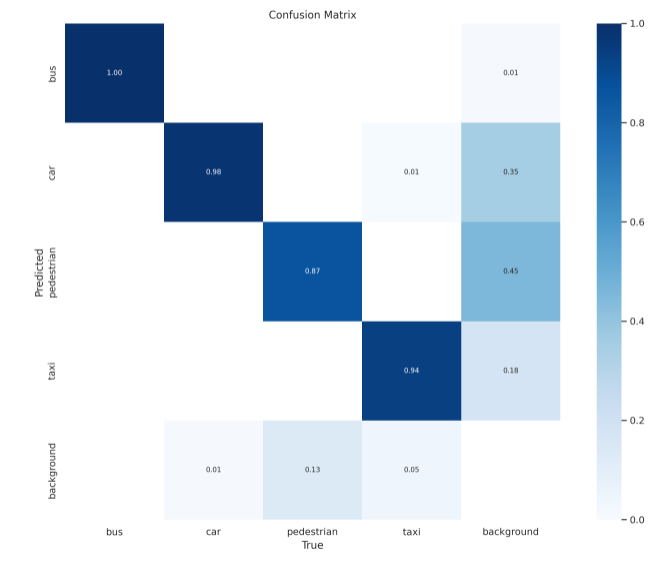 Confusion Matrix
bus
1.00
0.01
car
0.98
0.01
0.35
Predicted
pedestrian
0.87
0.45
taxi
0.94
0.18
background
0.01
0.13
0.05
bus
car
pedestrian
taxi
background
True
1.0
0.8
0.6
0.4
0.2
0.0